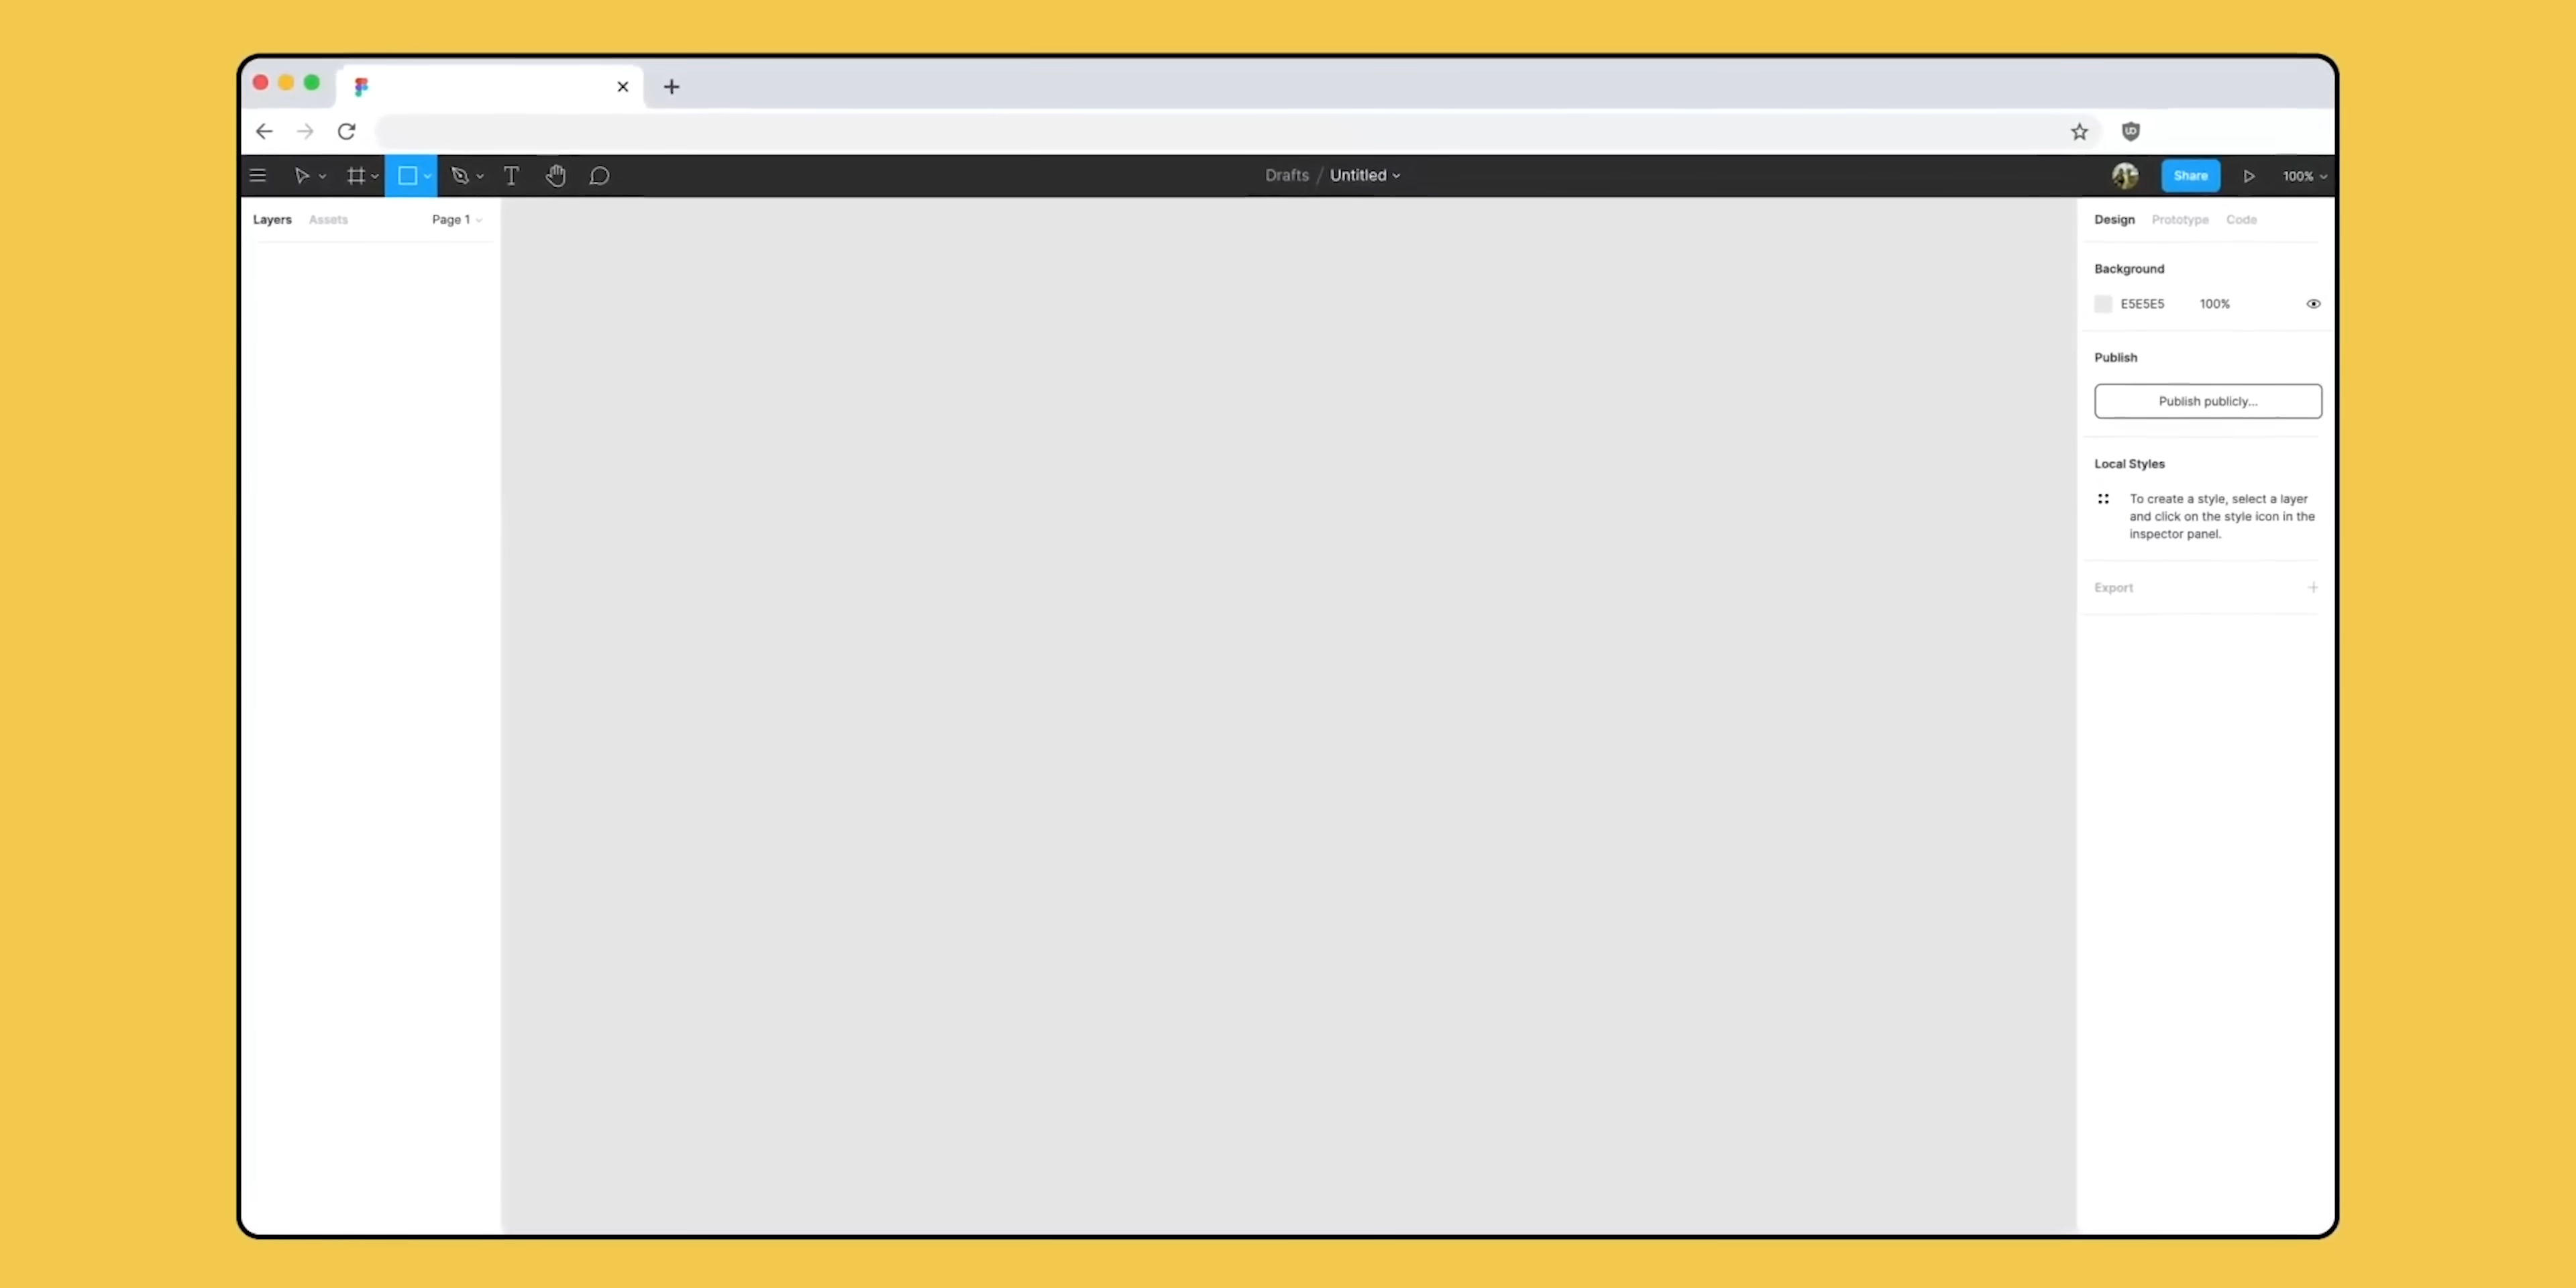 Drafts / Untitled
Share
100%
Layers Assets Page 1
Design Prototype Code
Background
E5E5E5 100%
Publish
Publish publicly...
Local Styles
To create a style, select a layer
and click on the style icon in the
inspector panel.
Export